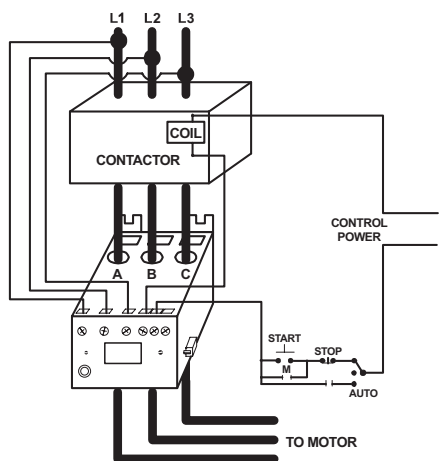 L1 L2 L3
COIL
CONTACTOR
CONTROL
POWER
A B C
START
STOP
M
AUTO
TO MOTOR